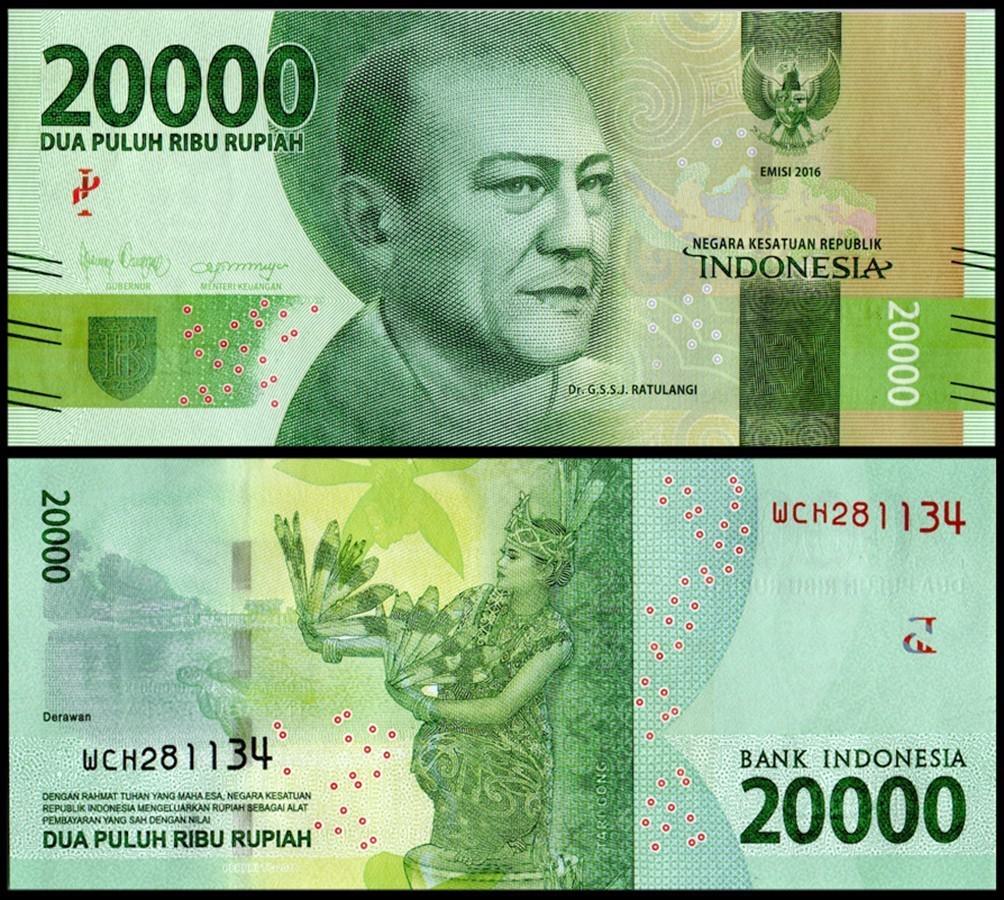 20000
DUA PULUH RIBU RUPIAH
GUBERNUR
MENTERI KEUANGAN
EMISI 2016
NEGARA KESATUAN REPUBLIK
INDONESIA
20000
Dr. G.S.S.J. RATULANGI
20000
WCH281134
Derawan
WCH281134
DENGAN RAHMAT TUHAN YANG MAHA ESA, NEGARA KESATUAN
REPUBLIK INDONESIA MENGELUARKAN RUPIAH SEBAGAI ALAT
PEMBAYARAN YANG SAH DENGAN NILAI
DUA PULUH RIBU RUPIAH
TARI GONG
BANK INDONESIA
20000